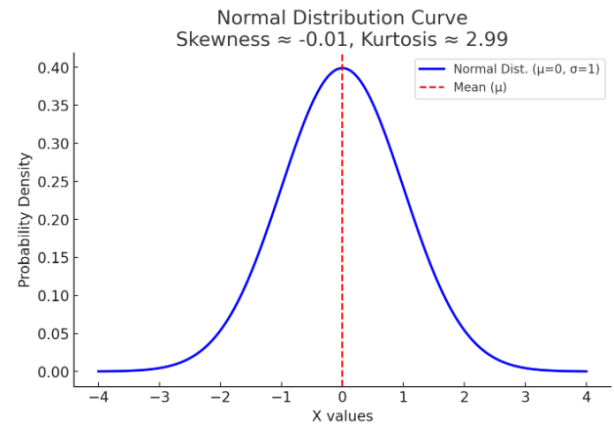 Normal Distribution Curve
Skewness ≈ -0.01, Kurtosis ≈ 2.99
Normal Dist. (μ=0, σ=1)
Mean (μ)
Probability Density
0.40
0.35
0.30
0.25
0.20
0.15
0.10
0.05
0.00
−4 −3 −2 −1 0 1 2 3 4
X values